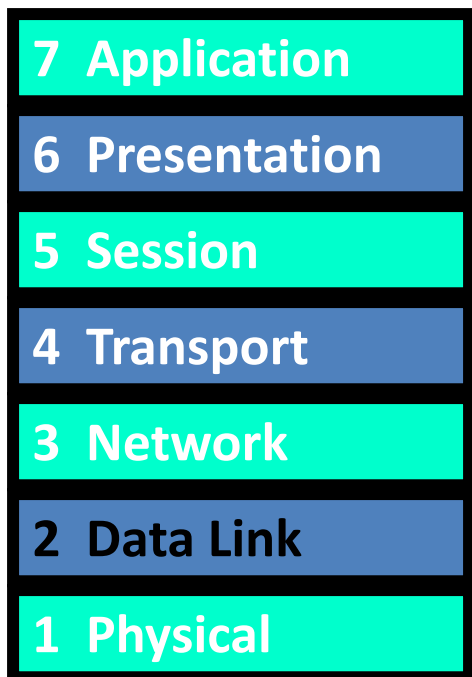 7 Application
6 Presentation
5 Session
4 Transport
3 Network
2 Data Link
1 Physical